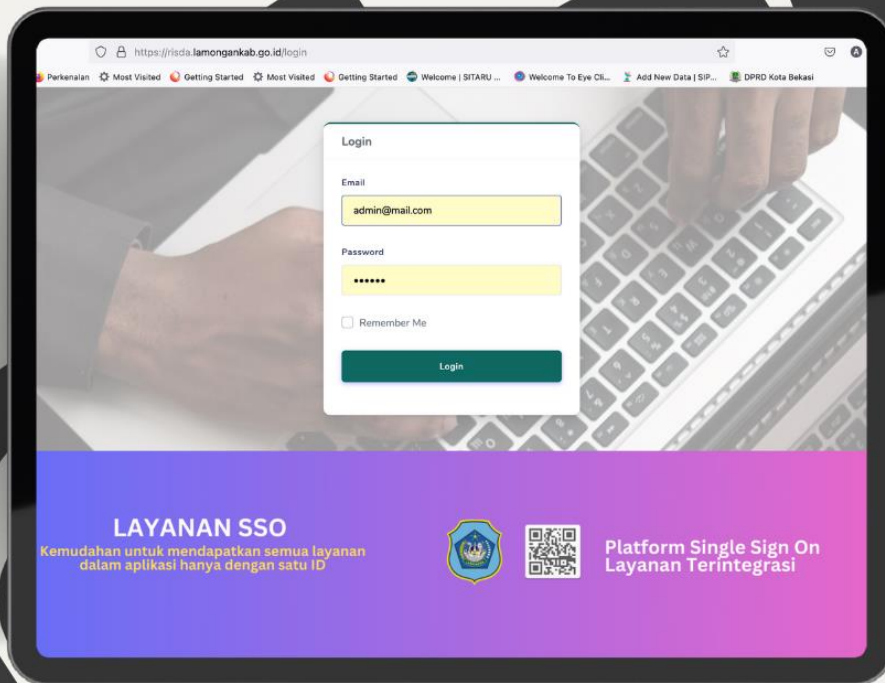 https://risda.lamongankab.go.id/login
Perkenalan Most Visited Getting Started Most Visited Getting Started Welcome | SITARU ... Welcome To Eye Cli... Add New Data | SIP... DPRD Kota Bekasi
Login
Email
admin@mail.com
Password
••••••
Remember Me
Login
LAYANAN SSO
Kemudahan untuk mendapatkan semua layanan
dalam aplikasi hanya dengan satu ID
Platform Single Sign On
Layanan Terintegrasi